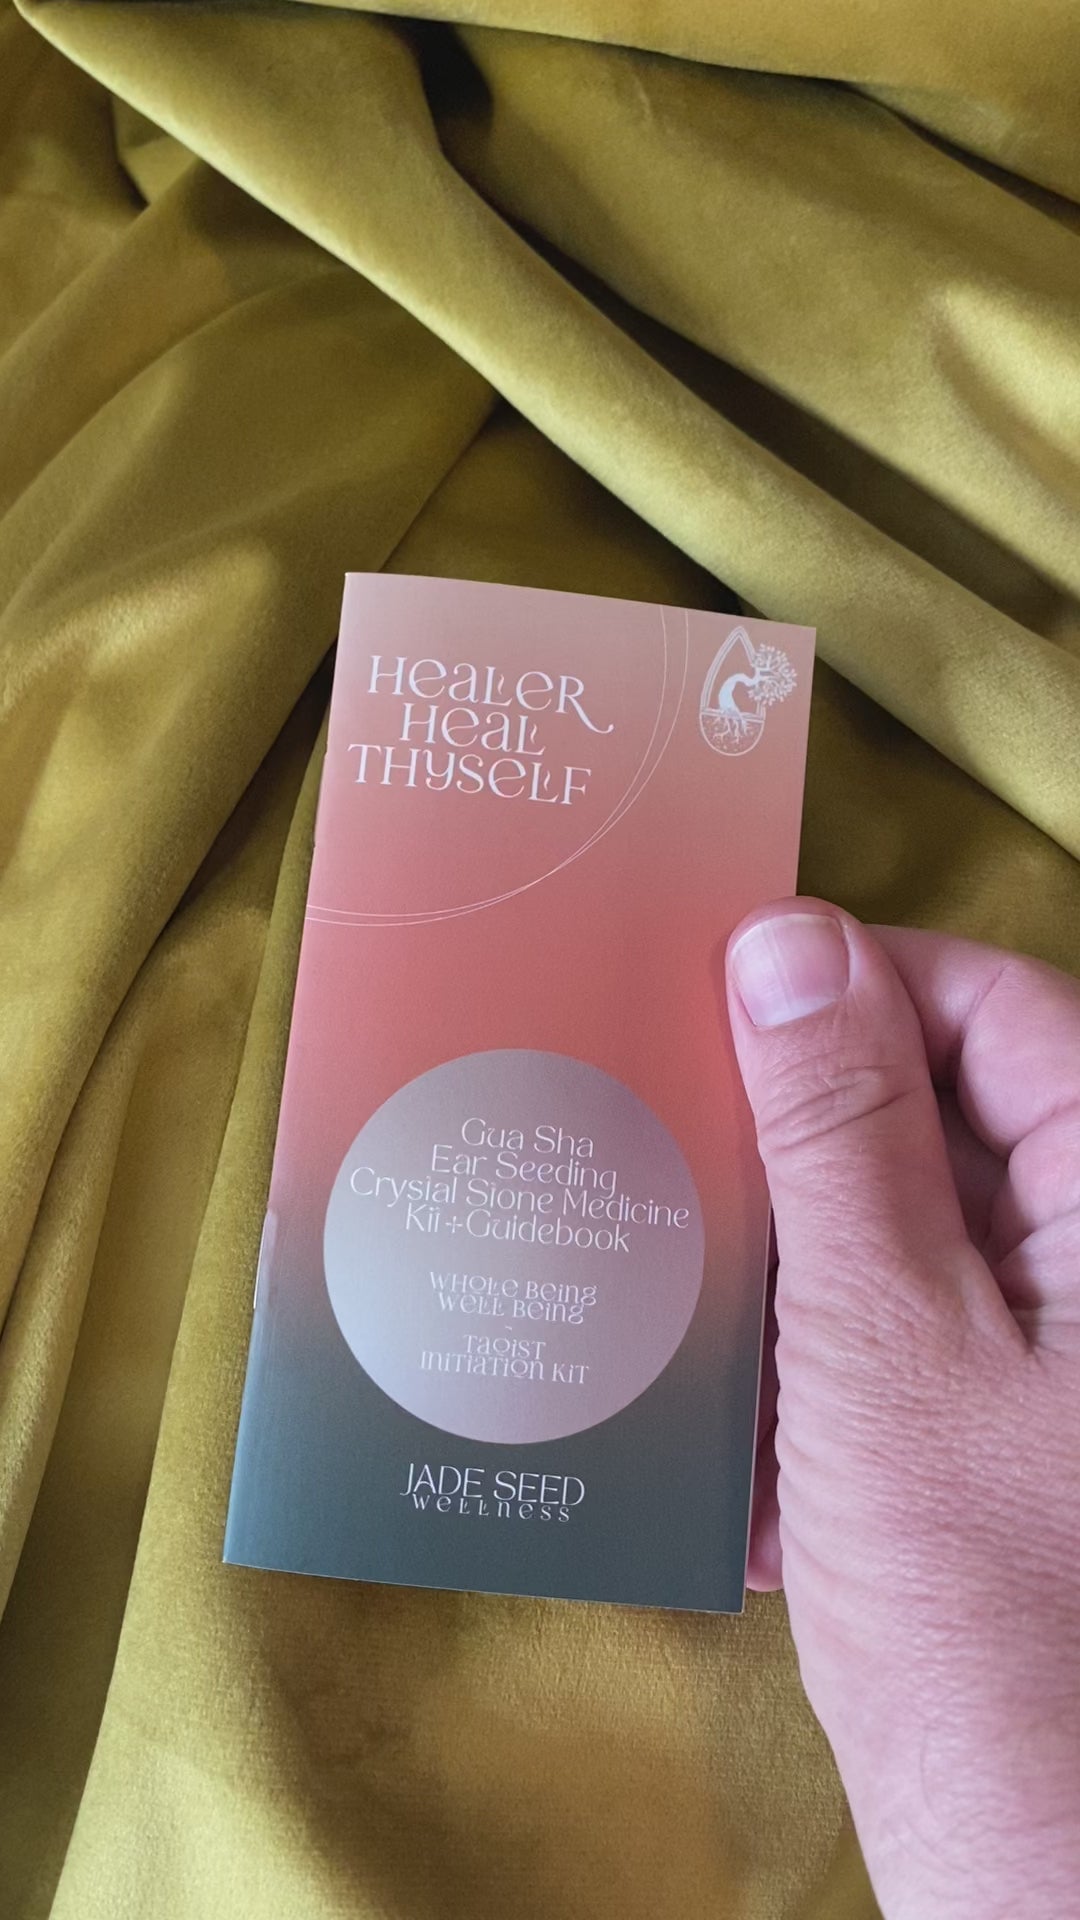 HEALER
HEAL
THYSELF
Gua Sha
Ear Seeding
Crystal Stone Medicine
Kit + Guidebook
WHOLE BEING
WELL BEING
~
TAOIST
INITIATION KIT
JADE SEED
WELLNESS